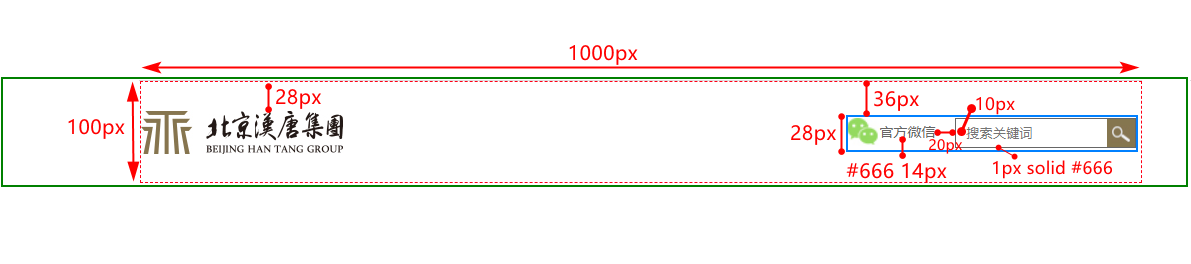 1000px
28px
36px
10px
100px
北京漢唐集團
28px
官方微信
搜索关键词
20px
BEIJING HAN TANG GROUP
#666 14px
1px solid #666